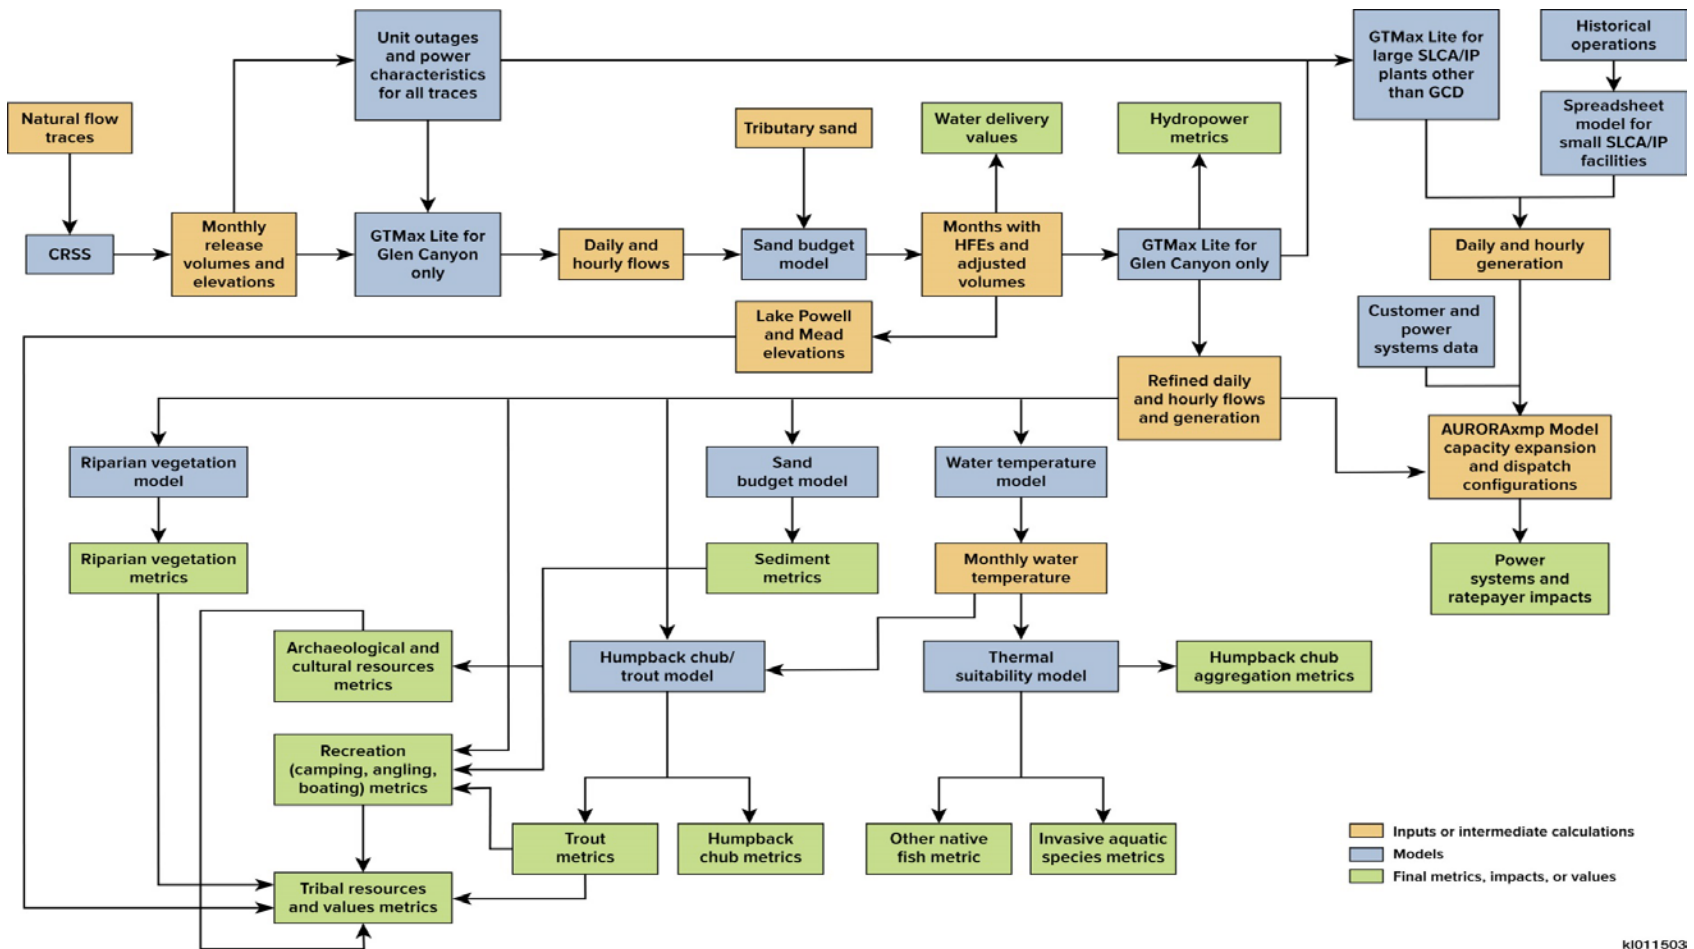 Unit outages
and power
characteristics
for all traces
GTMax Lite for
large SLCA/IP
plants other
than GCD
Historical
operations
Natural flow
traces
Tributary sand
Water delivery
values
Hydropower
metrics
Spreadsheet
model for
small SLCA/IP
facilities
CRSS
Monthly
release
volumes and
elevations
GTMax Lite for
Glen Canyon
only
Daily and
hourly flows
Sand budget
model
Months with
HFEs and
adjusted
volumes
GTMax Lite for
Glen Canyon only
Daily and hourly
generation
Lake Powell
and Mead
elevations
Customer and
power
systems data
Refined daily
and hourly flows
and generation
AURORAxmp Model
capacity expansion
and dispatch
configurations
Riparian vegetation
model
Sand
budget model
Water temperature
model
Riparian vegetation
metrics
Sediment
metrics
Monthly water
temperature
Power
systems and
ratepayer impacts
Archaeological and
cultural resources
metrics
Humpback chub/
trout model
Thermal
suitability model
Humpback chub
aggregation metrics
Recreation
(camping, angling,
boating) metrics
Trout
metrics
Humpback
chub metrics
Other native
fish metric
Invasive aquatic
species metrics
Tribal resources
and values metrics
Inputs or intermediate calculations
Models
Final metrics, impacts, or values
kl011503